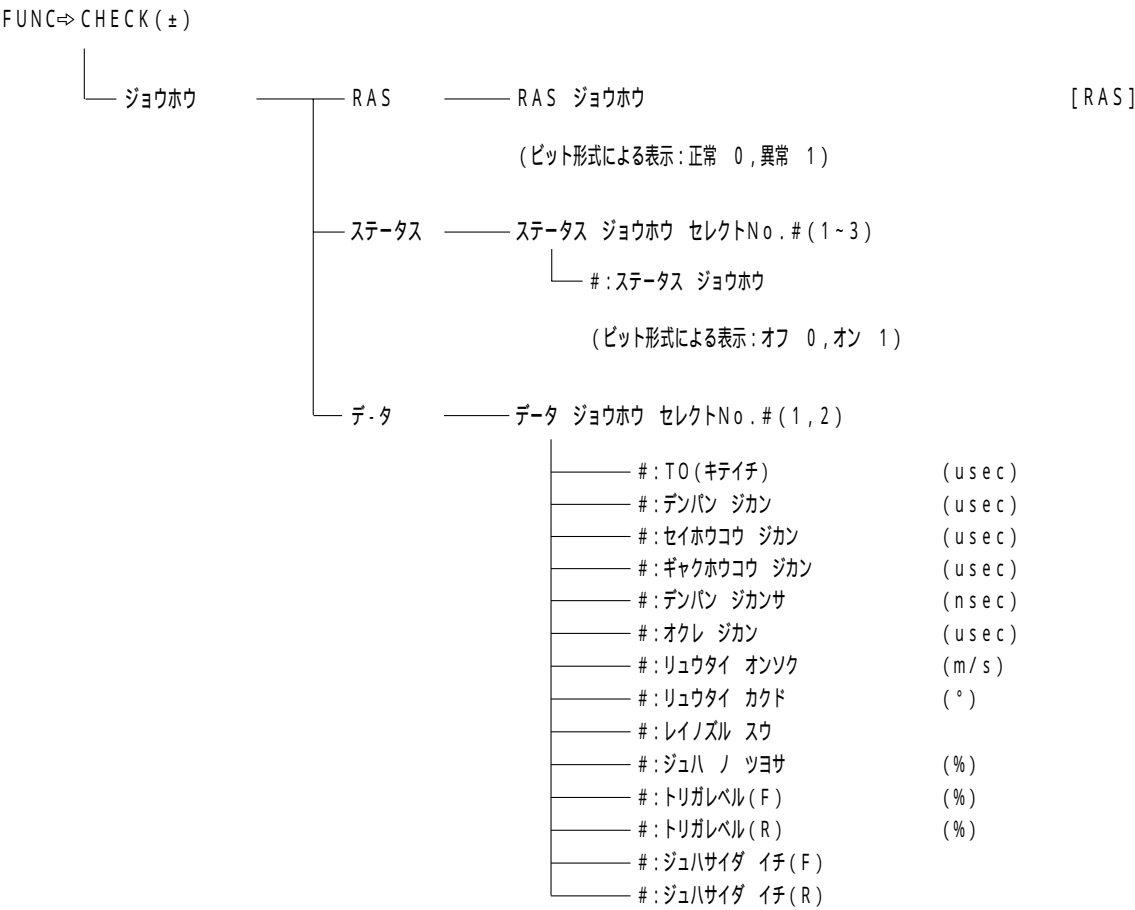 FUNC⇨CHECK(±)
ジョウホウ RAS RAS ジョウホウ [RAS]
(ビット形式による表示:正常 0,異常 1)
ステータス ステータス ジョウホウ セレクトNo.#(1~3)
#:ステータス ジョウホウ
(ビット形式による表示:オフ 0,オン 1)
デ-タ データ ジョウホウ セレクトNo.#(1,2)
#:TO(キテイチ) (usec)
#:デンパン ジカン (usec)
#:セイホウコウ ジカン (usec)
#:ギャクホウコウ ジカン (usec)
#:デンパン ジカンサ (nsec)
#:オクレ ジカン (usec)
#:リュウタイ オンソク (m/s)
#:リュウタイ カクド (°)
#:レイノズル スウ
#:ジュハ ノ ツヨサ (%)
#:トリガレベル(F) (%)
#:トリガレベル(R) (%)
#:ジュハサイダ イチ(F)
#:ジュハサイダ イチ(R)